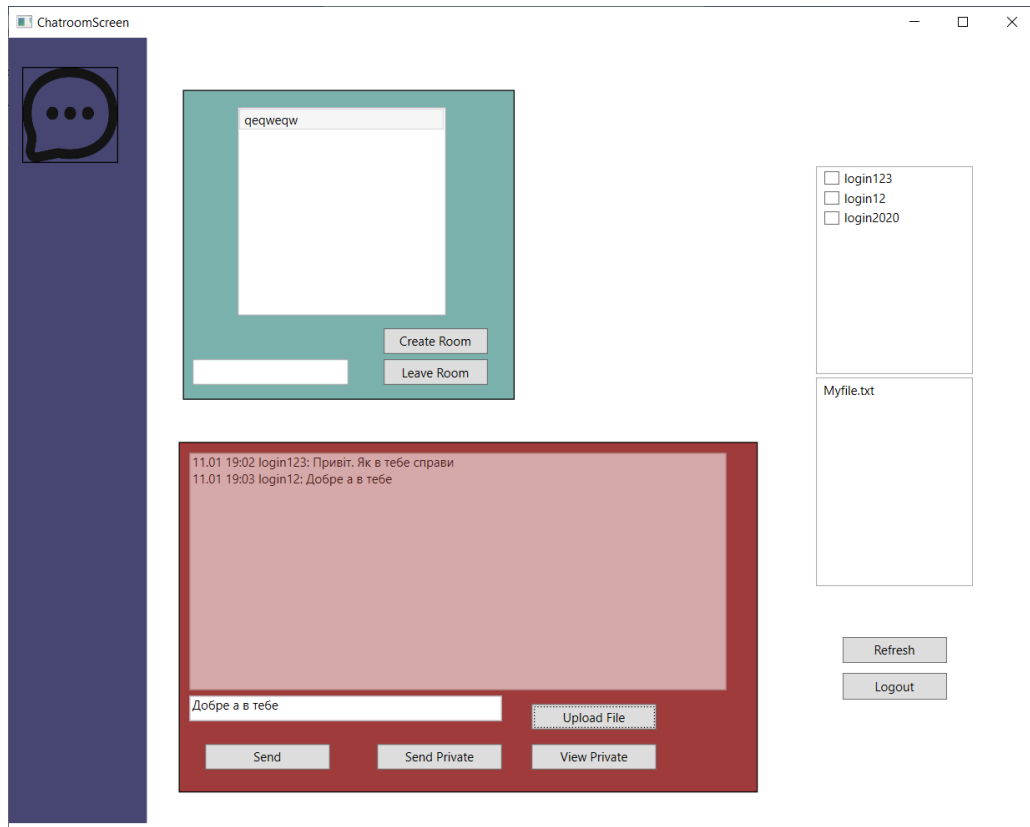 ChatroomScreen
qeqweqw
Create Room
Leave Room
login123
login12
login2020
Myfile.txt
11.01 19:02 login123: Привіт. Як в тебе справи
11.01 19:03 login12: Добре а в тебе
Добре а в тебе
Upload File
Send
Send Private
View Private
Refresh
Logout